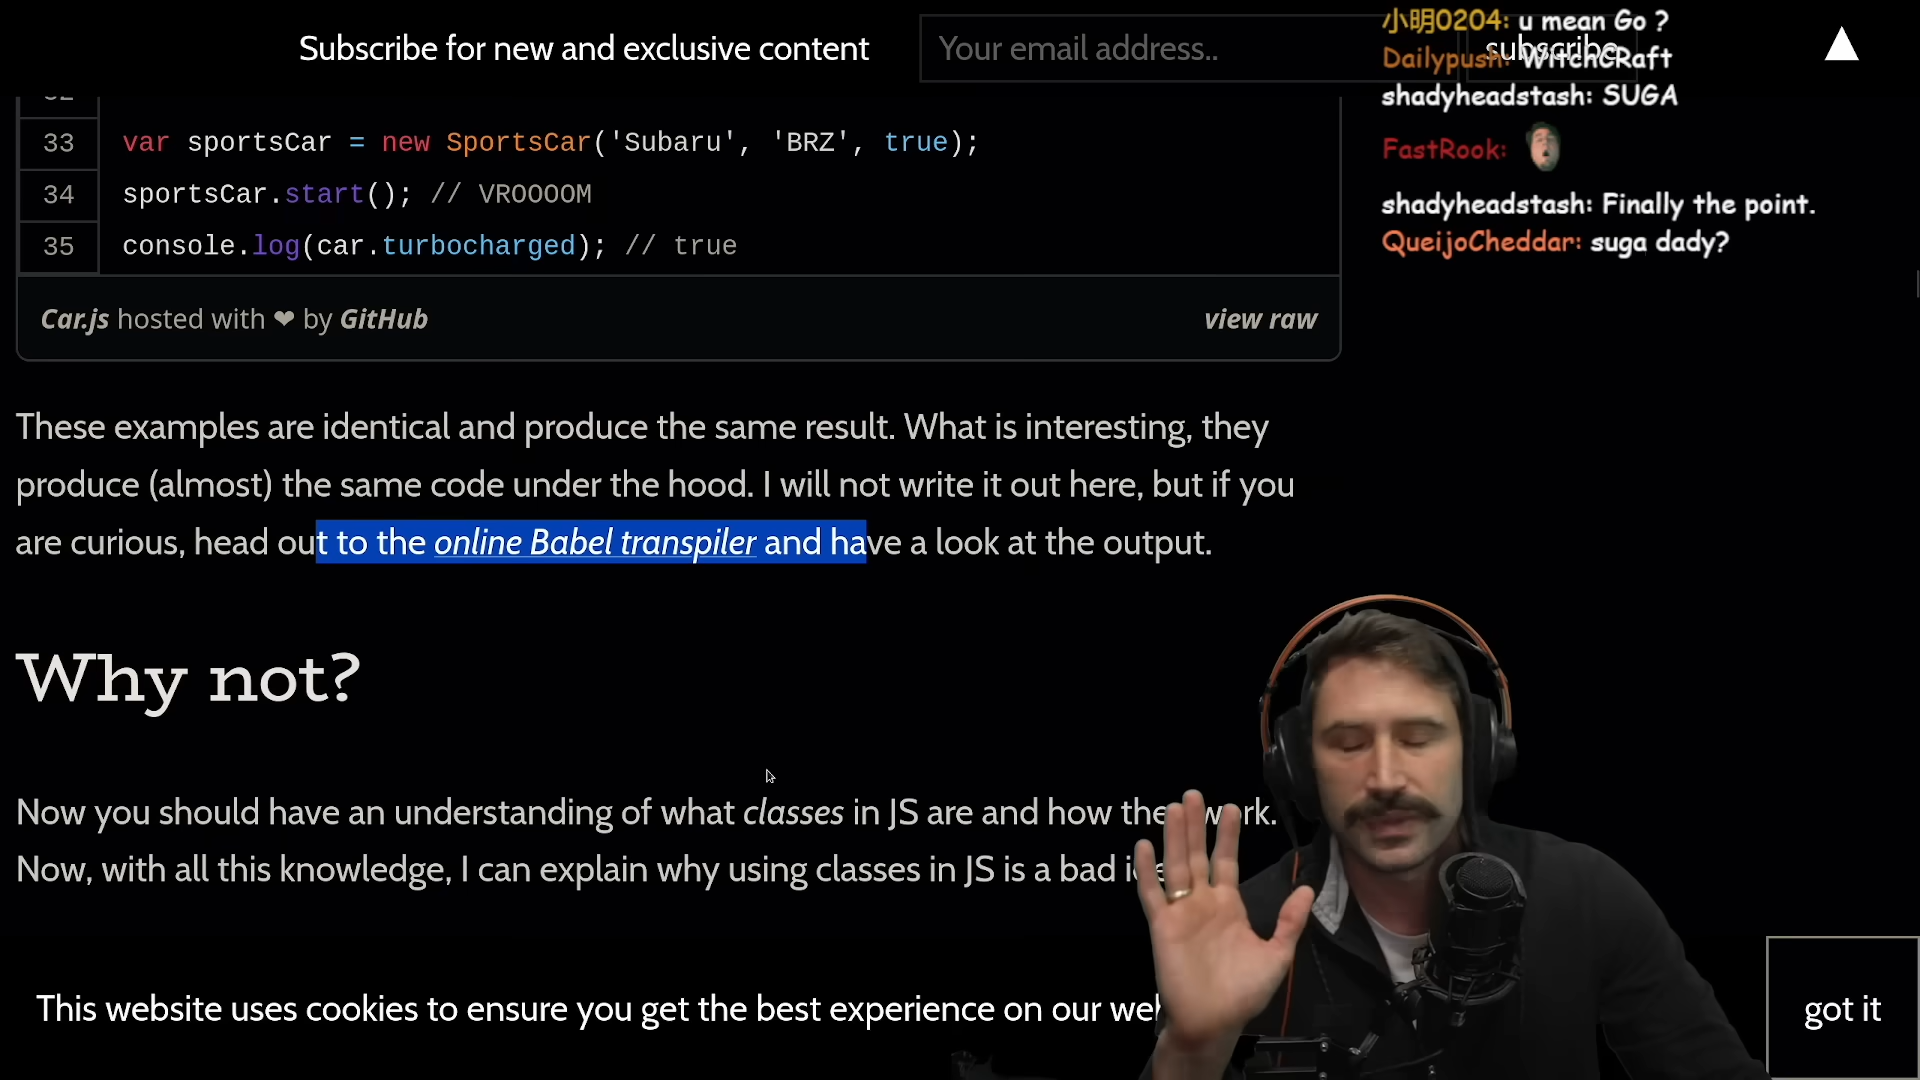 Subscribe for new and exclusive content
Your email address..
subscribe
▲
小明0204: u mean Go ?
Dailypush: WitchCRaft
shadyheadstash: SUGA
FastRook:
shadyheadstash: Finally the point.
QueijoCheddar: suga dady?
33 var sportsCar = new SportsCar('Subaru', 'BRZ', true);
34 sportsCar.start(); // VROOOOM
35 console.log(car.turbocharged); // true
Car.js hosted with ❤ by GitHub
view raw
These examples are identical and produce the same result. What is interesting, they
produce (almost) the same code under the hood. I will not write it out here, but if you
are curious, head out to the online Babel transpiler and have a look at the output.
Why not?
Now you should have an understanding of what classes in JS are and how they work.
Now, with all this knowledge, I can explain why using classes in JS is a bad
This website uses cookies to ensure you get the best experience on our
got it